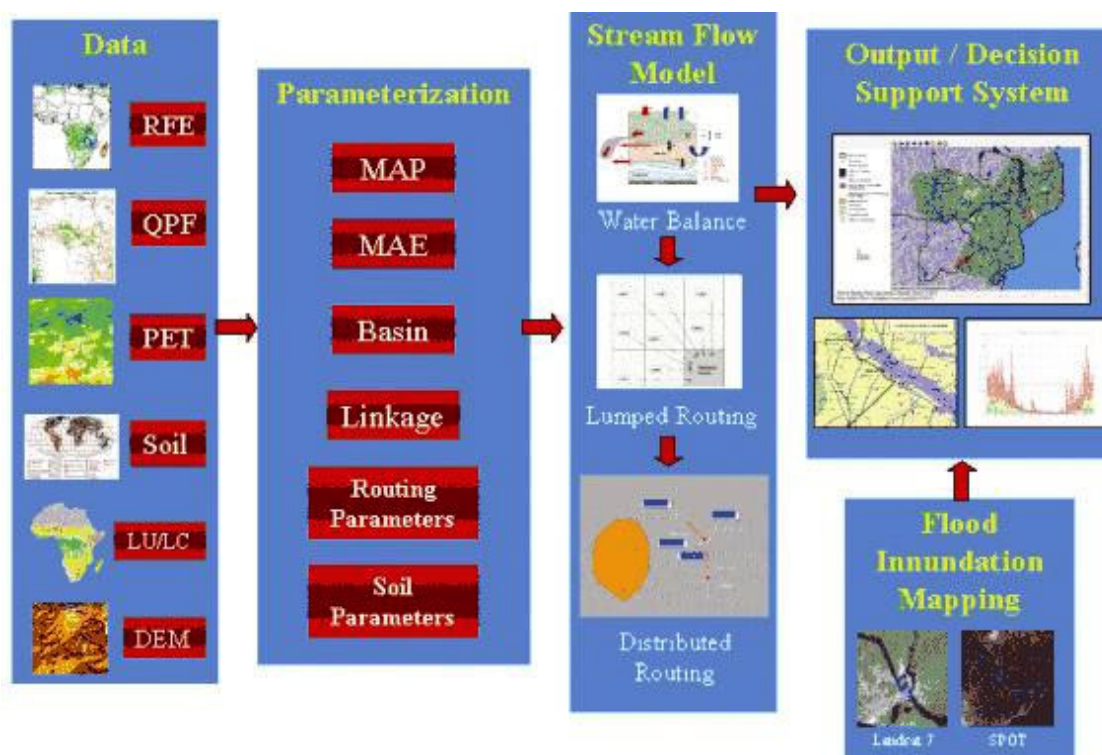 Data
RFE
QPF
PET
Soil
LU/LC
DEM
Parameterization
MAP
MAE
Basin
Linkage
Routing
Parameters
Soil
Parameters
Stream Flow
Model
Water Balance
Lumped Routing
Distributed
Routing
Output / Decision
Support System
Flood
Innundation
Mapping
Landsat 7
SPOT